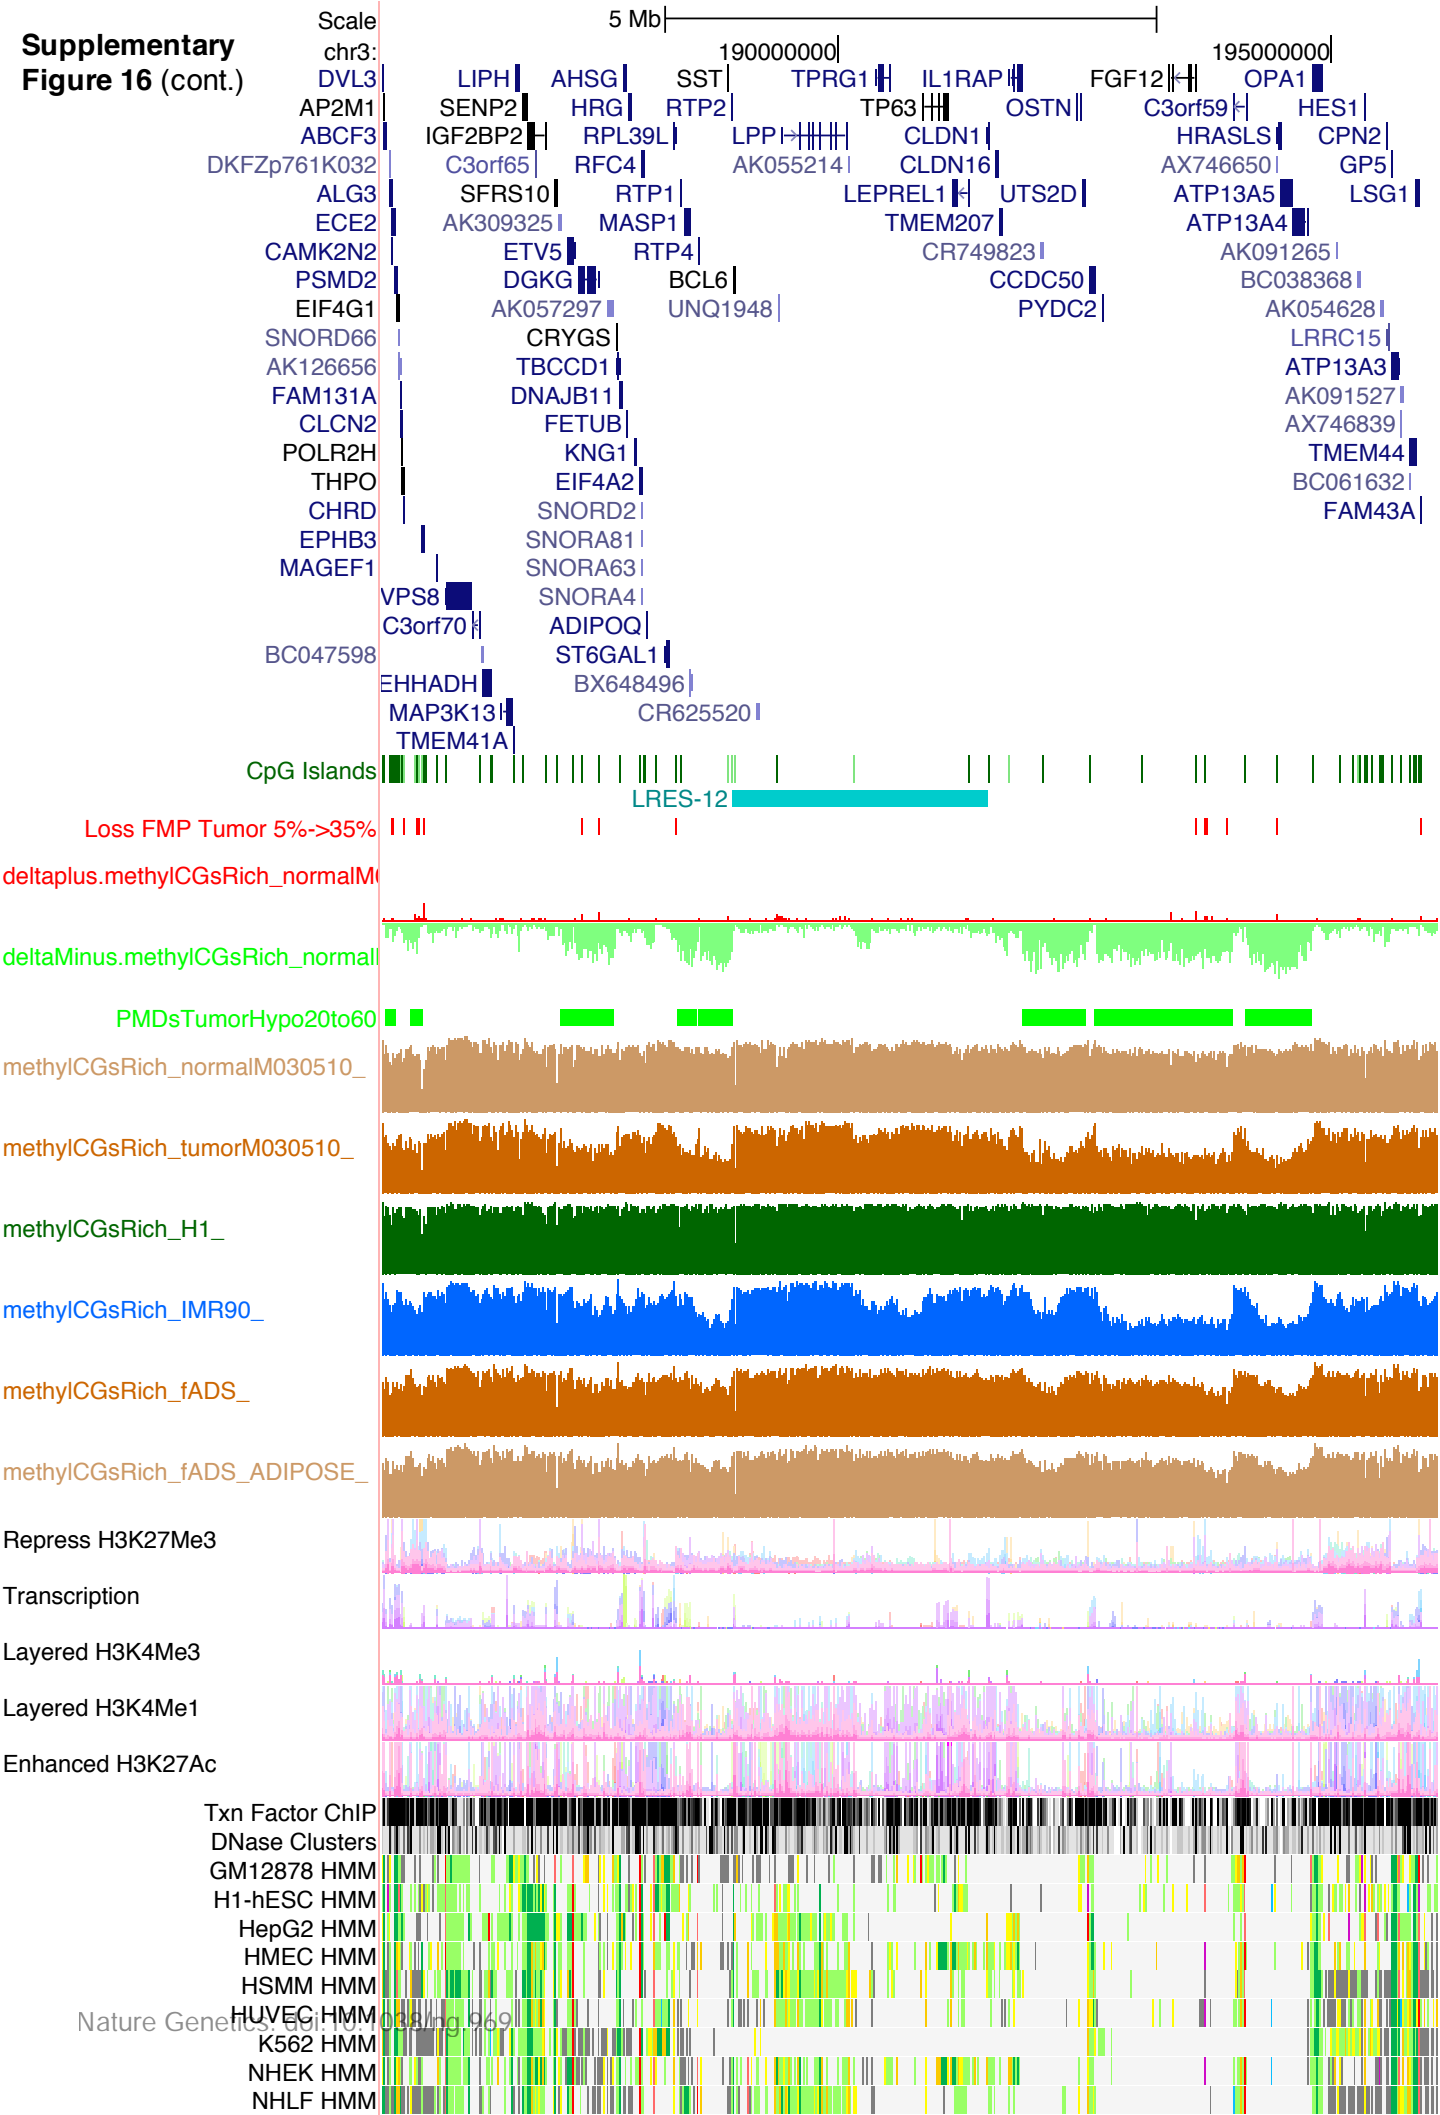 Supplementary
Figure 16 (cont.)
Scale 5 Mb
chr3: 190000000 195000000
DVL3 LIPH AHSG SST TPRG1 IL1RAP FGF12 OPA1
AP2M1 SENP2 HRG RTP2 TP63 OSTN C3orf59 HES1
ABCF3 IGF2BP2 RPL39L LPP CLDN1 HRASLS CPN2
DKFZp761K032 C3orf65 RFC4 AK055214 CLDN16 AX746650 GP5
ALG3 SFRS10 RTP1 LEPREL1 UTS2D ATP13A5 LSG1
ECE2 AK309325 MASP1 TMEM207 ATP13A4
CAMK2N2 ETV5 RTP4 CR749823 AK091265
PSMD2 DGKG BCL6 CCDC50 BC038368
EIF4G1 AK057297 UNQ1948 PYDC2 AK054628
SNORD66 CRYGS LRRC15
AK126656 TBCCD1 ATP13A3
FAM131A DNAJB11 AK091527
CLCN2 FETUB AX746839
POLR2H KNG1 TMEM44
THPO EIF4A2 BC061632
CHRD SNORD2 FAM43A
EPHB3 SNORA81
MAGEF1 SNORA63
VPS8 SNORA4
C3orf70 ADIPOQ
BC047598 ST6GAL1
EHHADH BX648496
MAP3K13 CR625520
TMEM41A
CpG Islands
LRES-12
Loss FMP Tumor 5%->35%
deltaplus.methylCGsRich_normalM
deltaMinus.methylCGsRich_normal
PMDsTumorHypo20to60
methylCGsRich_normalM030510_
methylCGsRich_tumorM030510_
methylCGsRich_H1_
methylCGsRich_IMR90_
methylCGsRich_fADS_
methylCGsRich_fADS_ADIPOSE_
Repress H3K27Me3
Transcription
Layered H3K4Me3
Layered H3K4Me1
Enhanced H3K27Ac
Txn Factor ChIP
DNase Clusters
GM12878 HMM
H1-hESC HMM
HepG2 HMM
HMEC HMM
HSMM HMM
HUVEC HMM
Nature Genetics: doi:10.1038/ng.969
K562 HMM
NHEK HMM
NHLF HMM